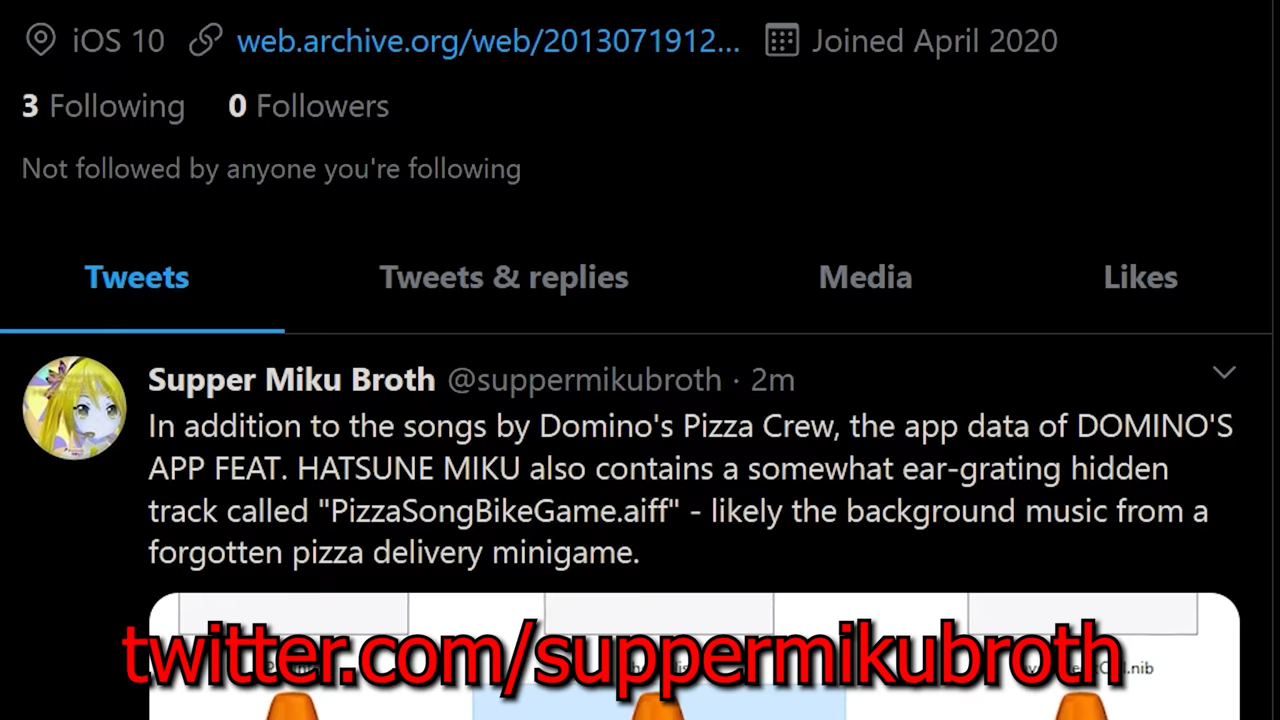 iOS 10 web.archive.org/web/2013071912... Joined April 2020
3 Following 0 Followers
Not followed by anyone you're following
Tweets Tweets & replies Media Likes
Supper Miku Broth @suppermikubroth · 2m
In addition to the songs by Domino's Pizza Crew, the app data of DOMINO'S
APP FEAT. HATSUNE MIKU also contains a somewhat ear-grating hidden
track called "PizzaSongBikeGame.aiff" - likely the background music from a
forgotten pizza delivery minigame.
twitter.com/suppermikubroth